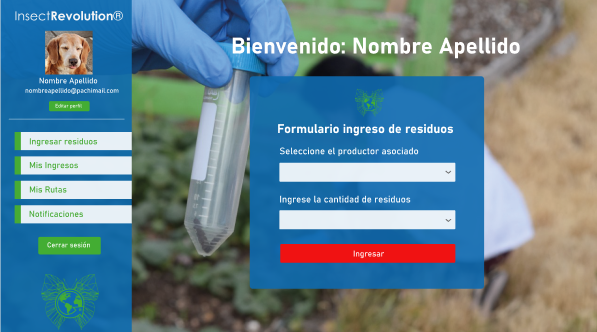 InsectRevolution®
Nombre Apellido
nombreapellido@pachimail.com
Editar perfil
Ingresar residuos
Mis Ingresos
Mis Rutas
Notificaciones
Cerrar sesión
Bienvenido: Nombre Apellido
Formulario ingreso de residuos
Seleccione el productor asociado
Ingrese la cantidad de residuos
Ingresar